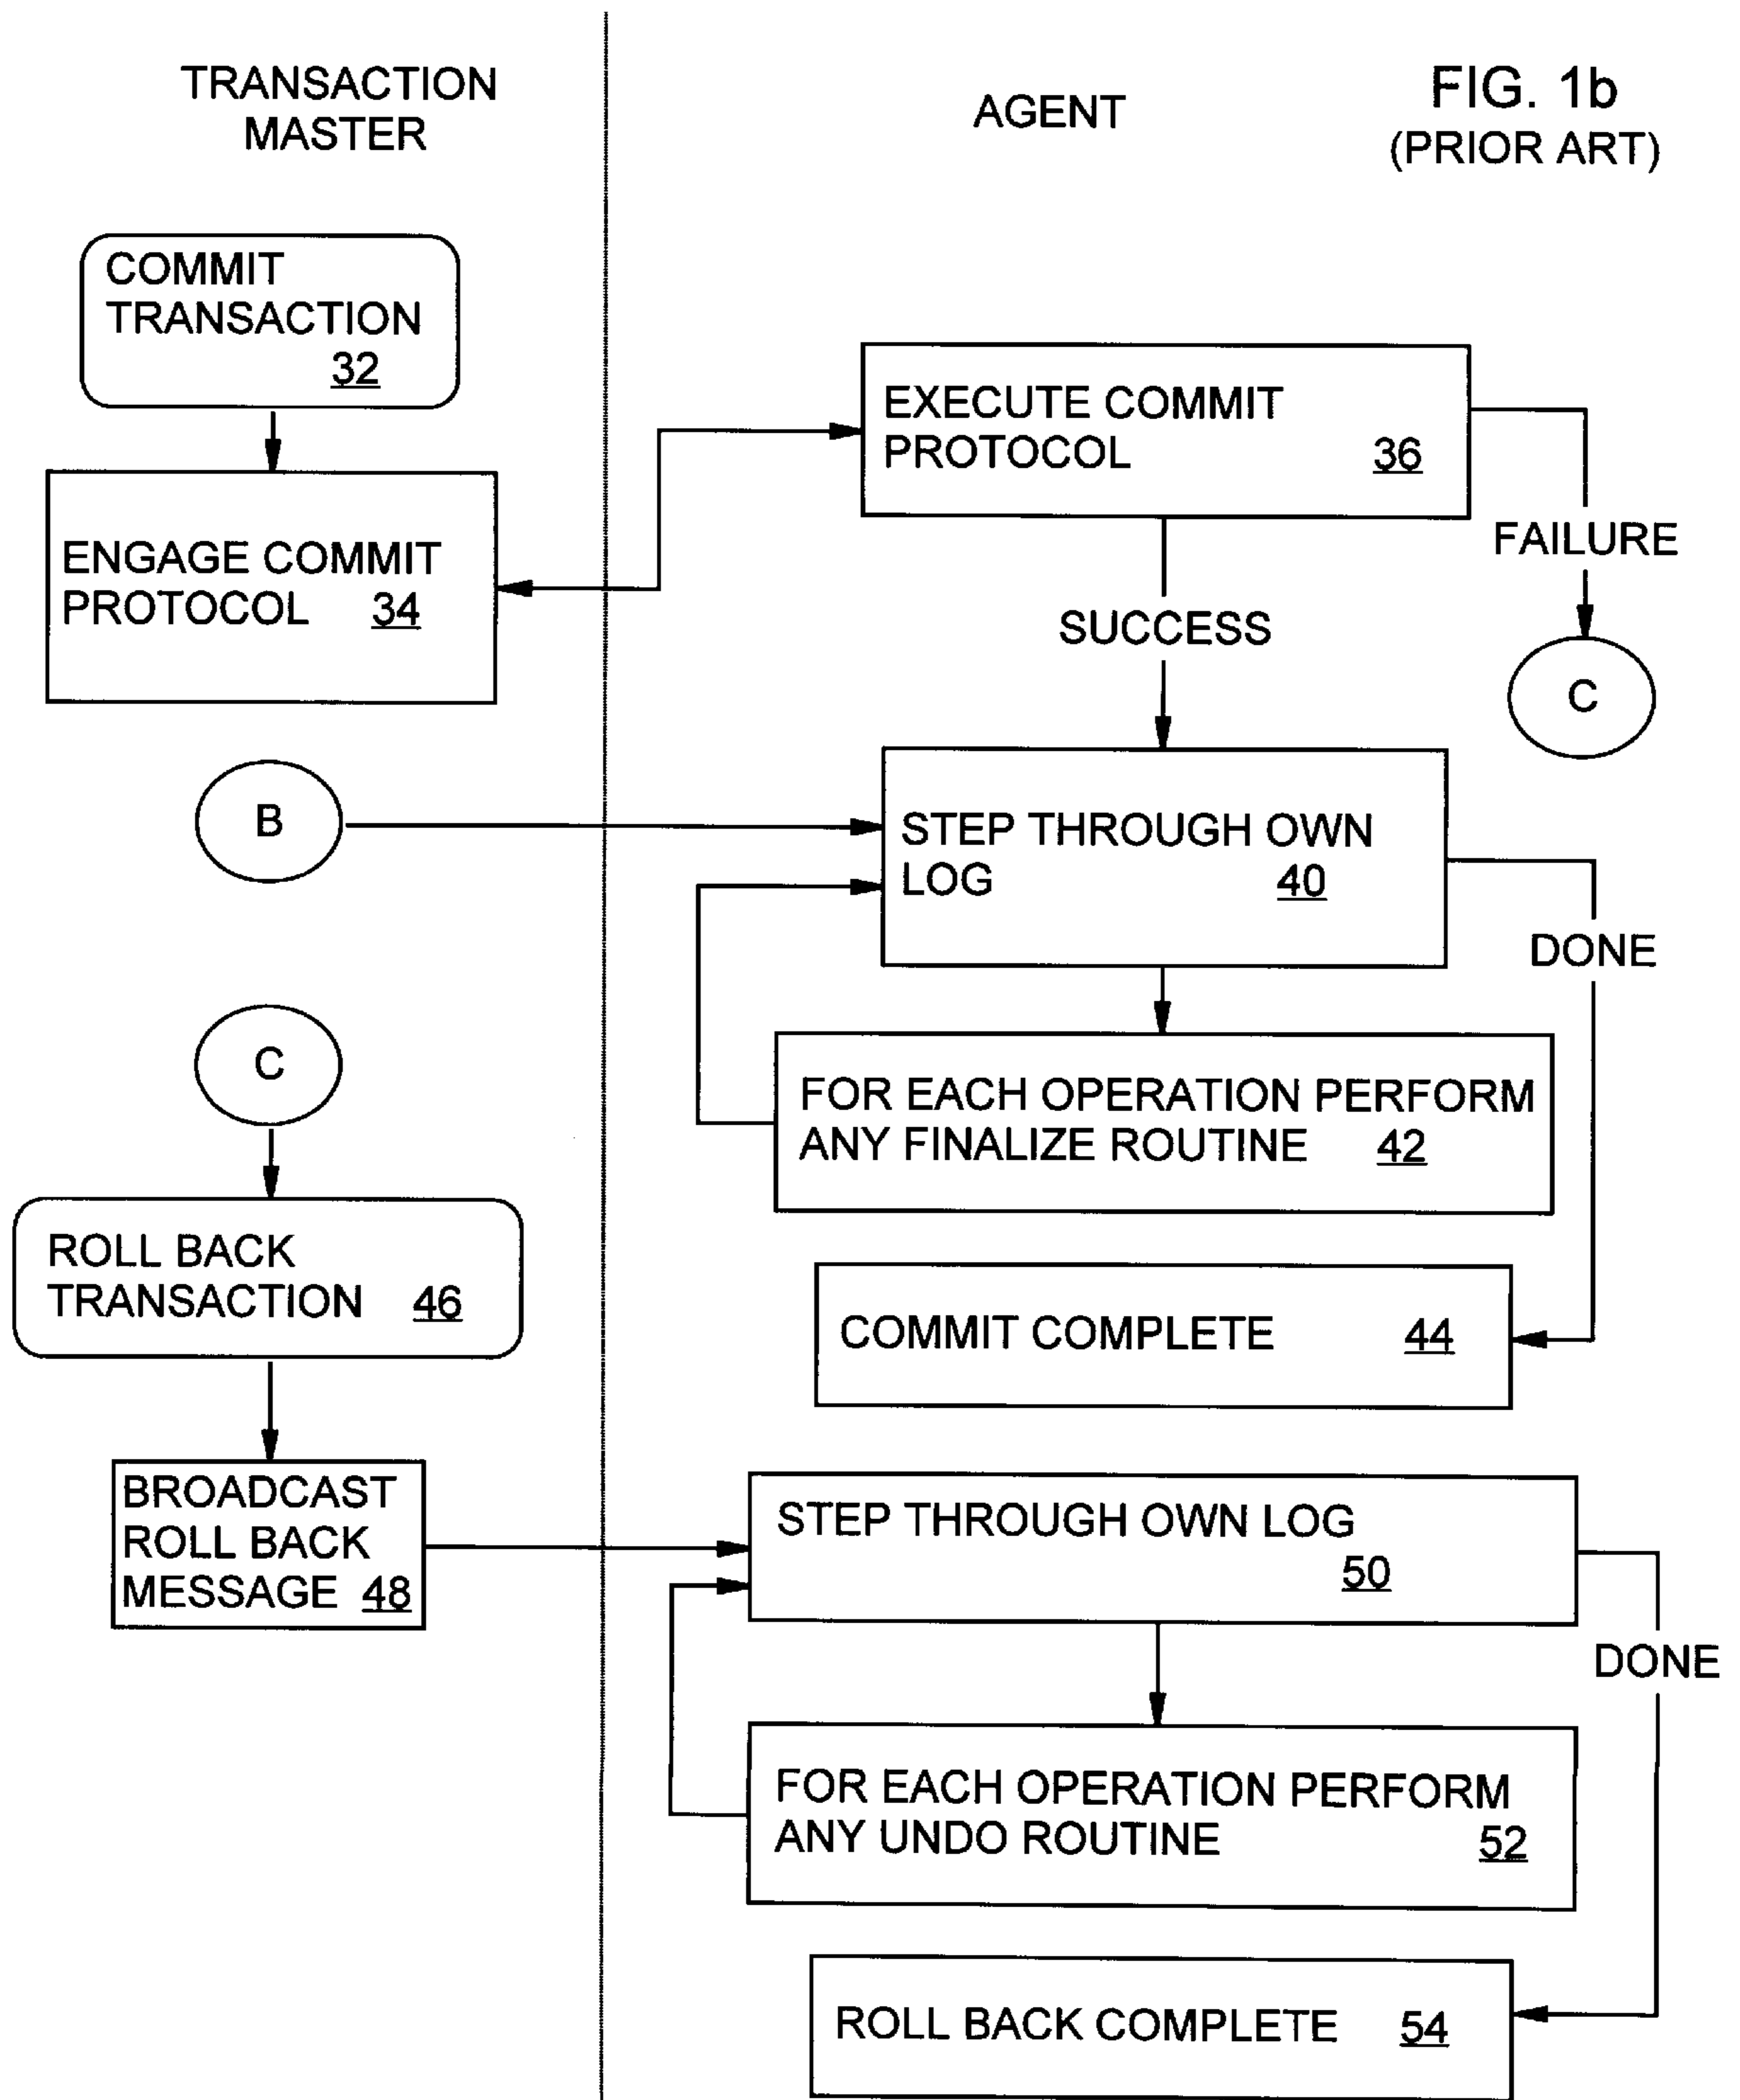 TRANSACTION
MASTER
AGENT
FIG. 1b
(PRIOR ART)
COMMIT
TRANSACTION
32
ENGAGE COMMIT
PROTOCOL 34
EXECUTE COMMIT
PROTOCOL 36
FAILURE
C
SUCCESS
B
STEP THROUGH OWN
LOG 40
DONE
FOR EACH OPERATION PERFORM
ANY FINALIZE ROUTINE 42
COMMIT COMPLETE 44
C
ROLL BACK
TRANSACTION 46
BROADCAST
ROLL BACK
MESSAGE 48
STEP THROUGH OWN LOG
50
DONE
FOR EACH OPERATION PERFORM
ANY UNDO ROUTINE 52
ROLL BACK COMPLETE 54